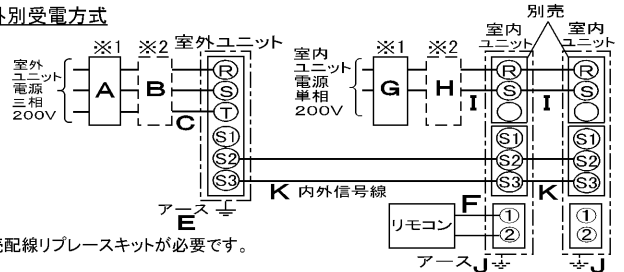 外別受電方式
別売
※1
※2
室外ユニット
室外
ユニット
電源
三相
200V
A
B
C
R
S
T
S1
S2
S3
アース
E
室内
ユニット
電源
単相
200V
※1
※2
G
H
室内
ユニット
室内
ユニット
R
S
I
I
R
S
S1
S2
S3
S1
S2
S3
K 内外信号線
K
リモコン
F
1
2
1
2
アース J
J
売配線リプレースキットが必要です。